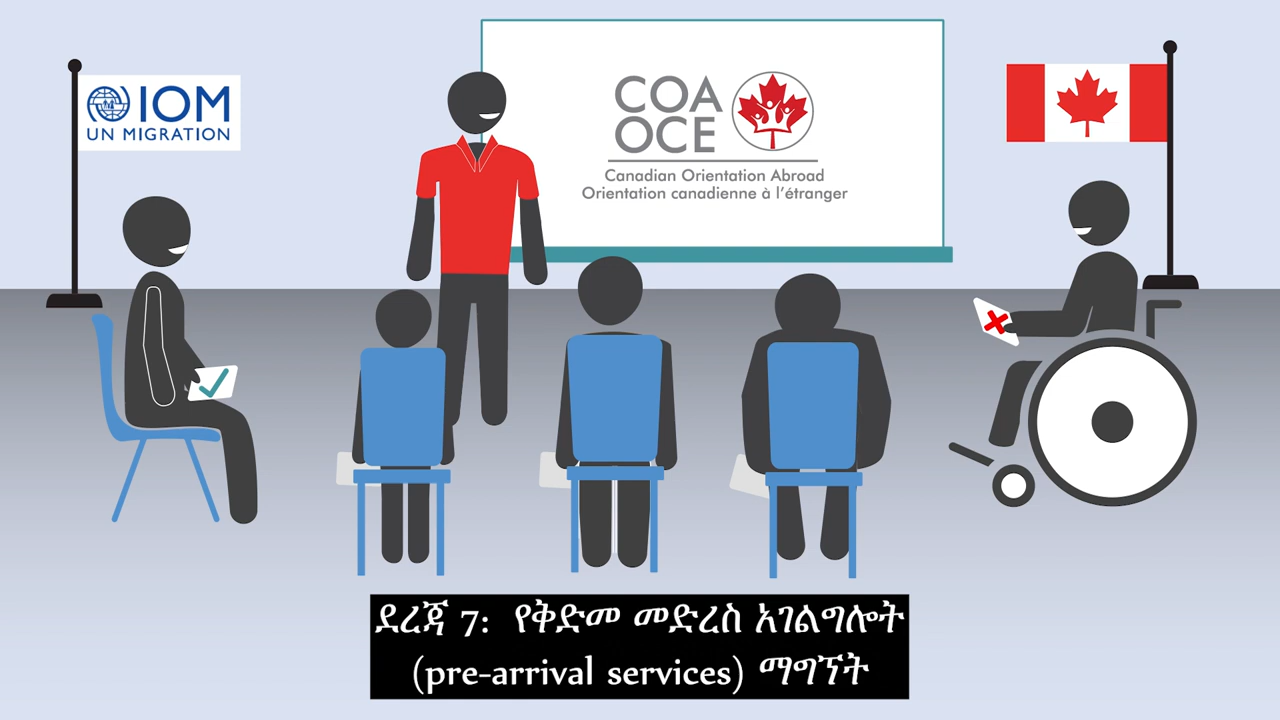 IOM
UN MIGRATION
COA
OCE
Canadian Orientation Abroad
Orientation canadienne à l'étranger
ደረጃ 7: የቅድመ መድረስ አገልግሎት
(pre-arrival services) ማግኘት